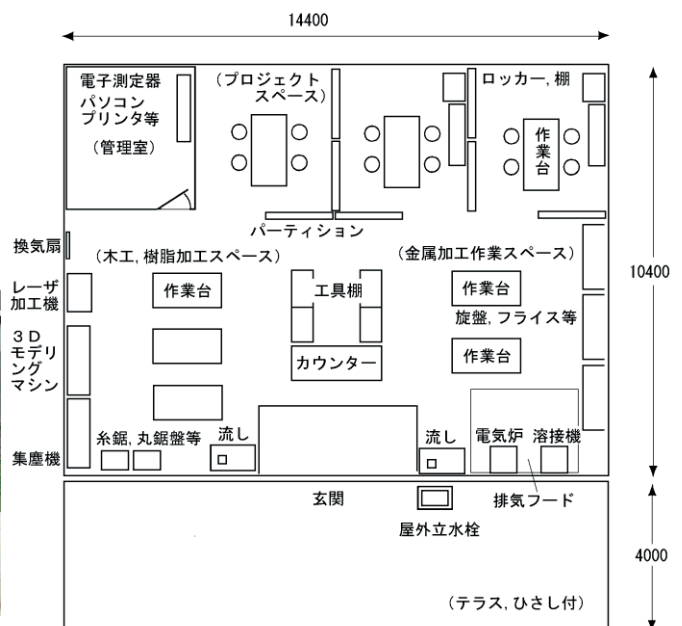 14400
電子測定器
パソコン
プリンタ等
（管理室）
（プロジェクト
スペース）
ロッカー, 棚
作業台
パーティション
換気扇
（木工, 樹脂加工スペース）
（金属加工作業スペース）
レーザ
加工機
作業台
工具棚
作業台
10400
旋盤, フライス等
３Ｄ
モデリ
ング
マシン
カウンター
作業台
糸鋸, 丸鋸盤等
流し
流し
電気炉
溶接機
集塵機
玄関
排気フード
屋外立水栓
4000
（テラス, ひさし付）